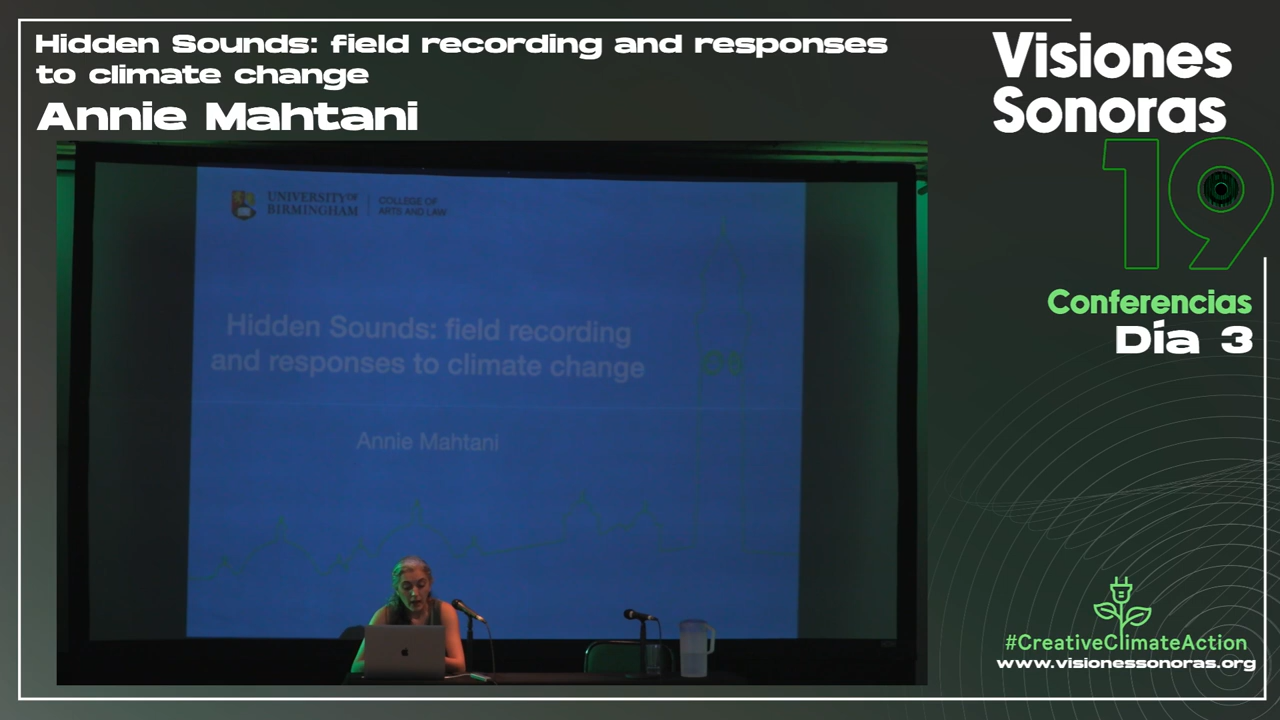 Hidden Sounds: field recording and responses
to climate change
Annie Mahtani
Visiones
Sonoras
19
Conferencias
Día 3
UNIVERSITY OF
BIRMINGHAM
COLLEGE OF
ARTS AND LAW
Hidden Sounds: field recording
and responses to climate change
Annie Mahtani
#CreativeClimateAction
www.visionessonoras.org